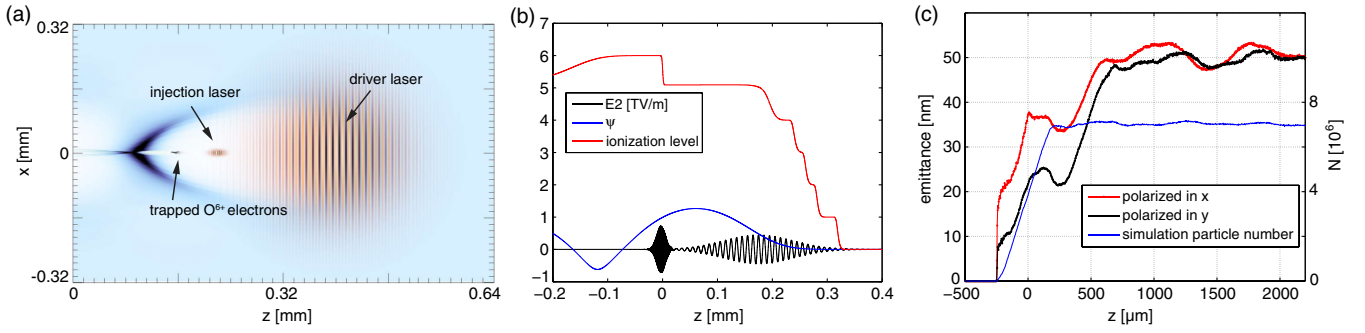 (a)
0.32
x [mm]
0
-0.32
injection laser
driver laser
trapped O⁶⁺ electrons
0
0.32
0.64
z [mm]
(b)
7
6
5
4
3
2
1
0
−1
E2 [TV/m]
ψ
ionization level
−0.2
−0.1
0
0.1
0.2
0.3
0.4
z [mm]
(c)
emittance [nm]
50
40
30
20
10
0
polarized in x
polarized in y
simulation particle number
8
4
0
N [10⁶]
−500
0
500
1000
1500
2000
z [µm]